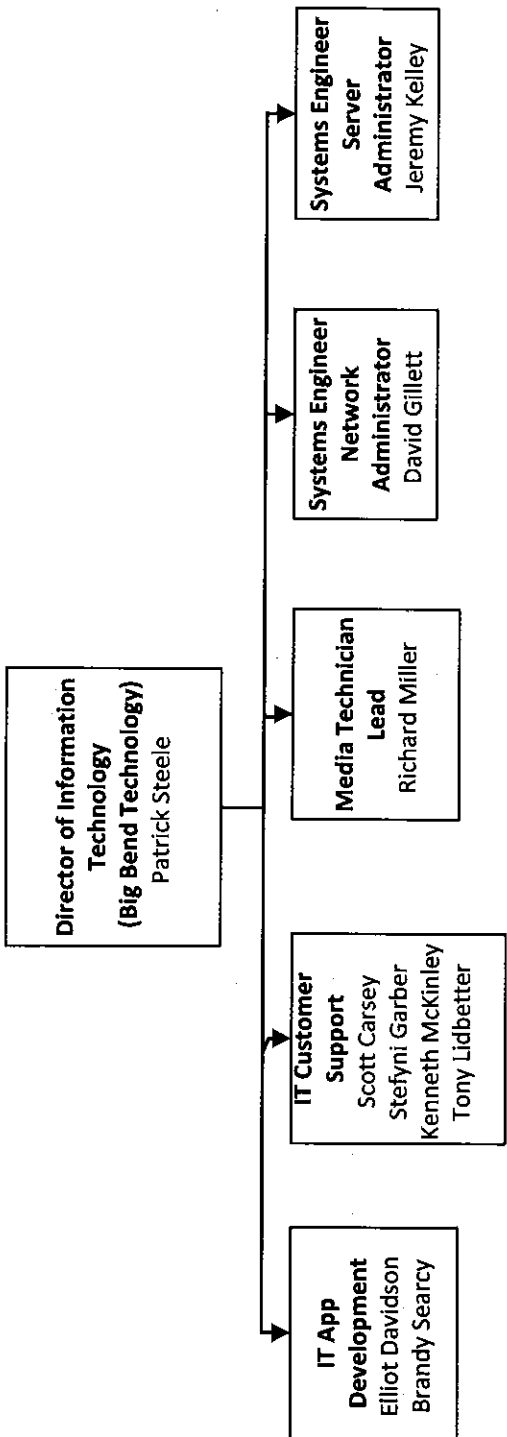 Director of Information
Technology
(Big Bend Technology)
Patrick Steele
IT App
Development
Elliot Davidson
Brandy Searcy
IT Customer
Support
Scott Carsey
Stefyni Garber
Kenneth McKinley
Tony Lidbetter
Media Technician
Lead
Richard Miller
Systems Engineer
Network
Administrator
David Gillett
Systems Engineer
Server
Administrator
Jeremy Kelley